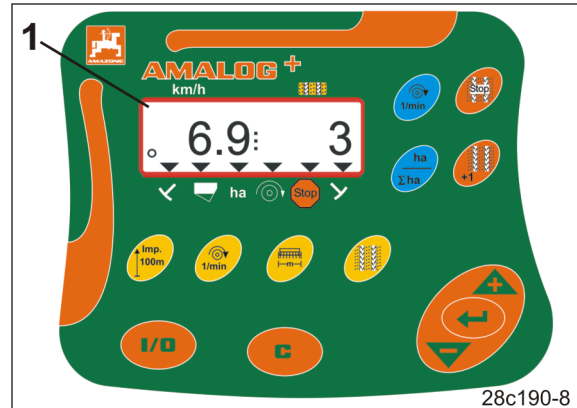 1
AMAZONE
AMALOG+
km/h
6.9 3
ha
Stop
1/min
Stop
ha
Σ ha
+1
Imp.
100m
1/min
m
I/O
C
+
−
28c190-8